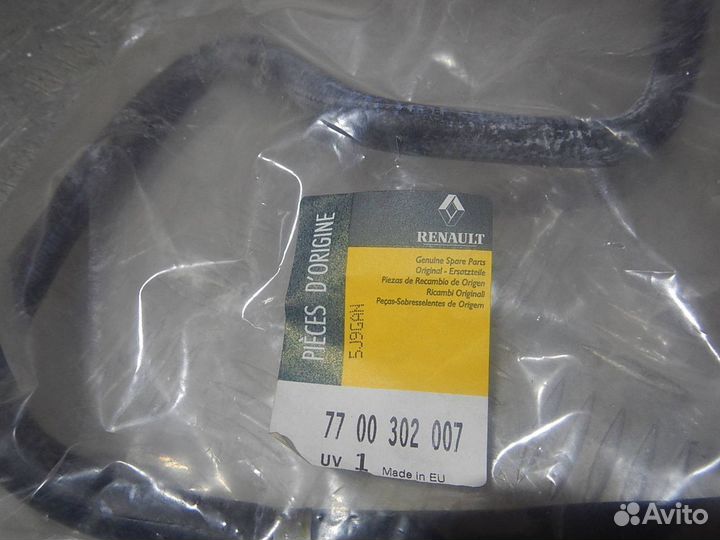 RENAULT
PIÈCES D'ORIGINE
5J9GAN
Genuine Spare Parts
Original - Ersatzteile
Piezas de Recambio de Origen
Ricambi Originali
Peças-Sobresselentes de Origem
77 00 302 007
UV 1 Made in EU
Avito